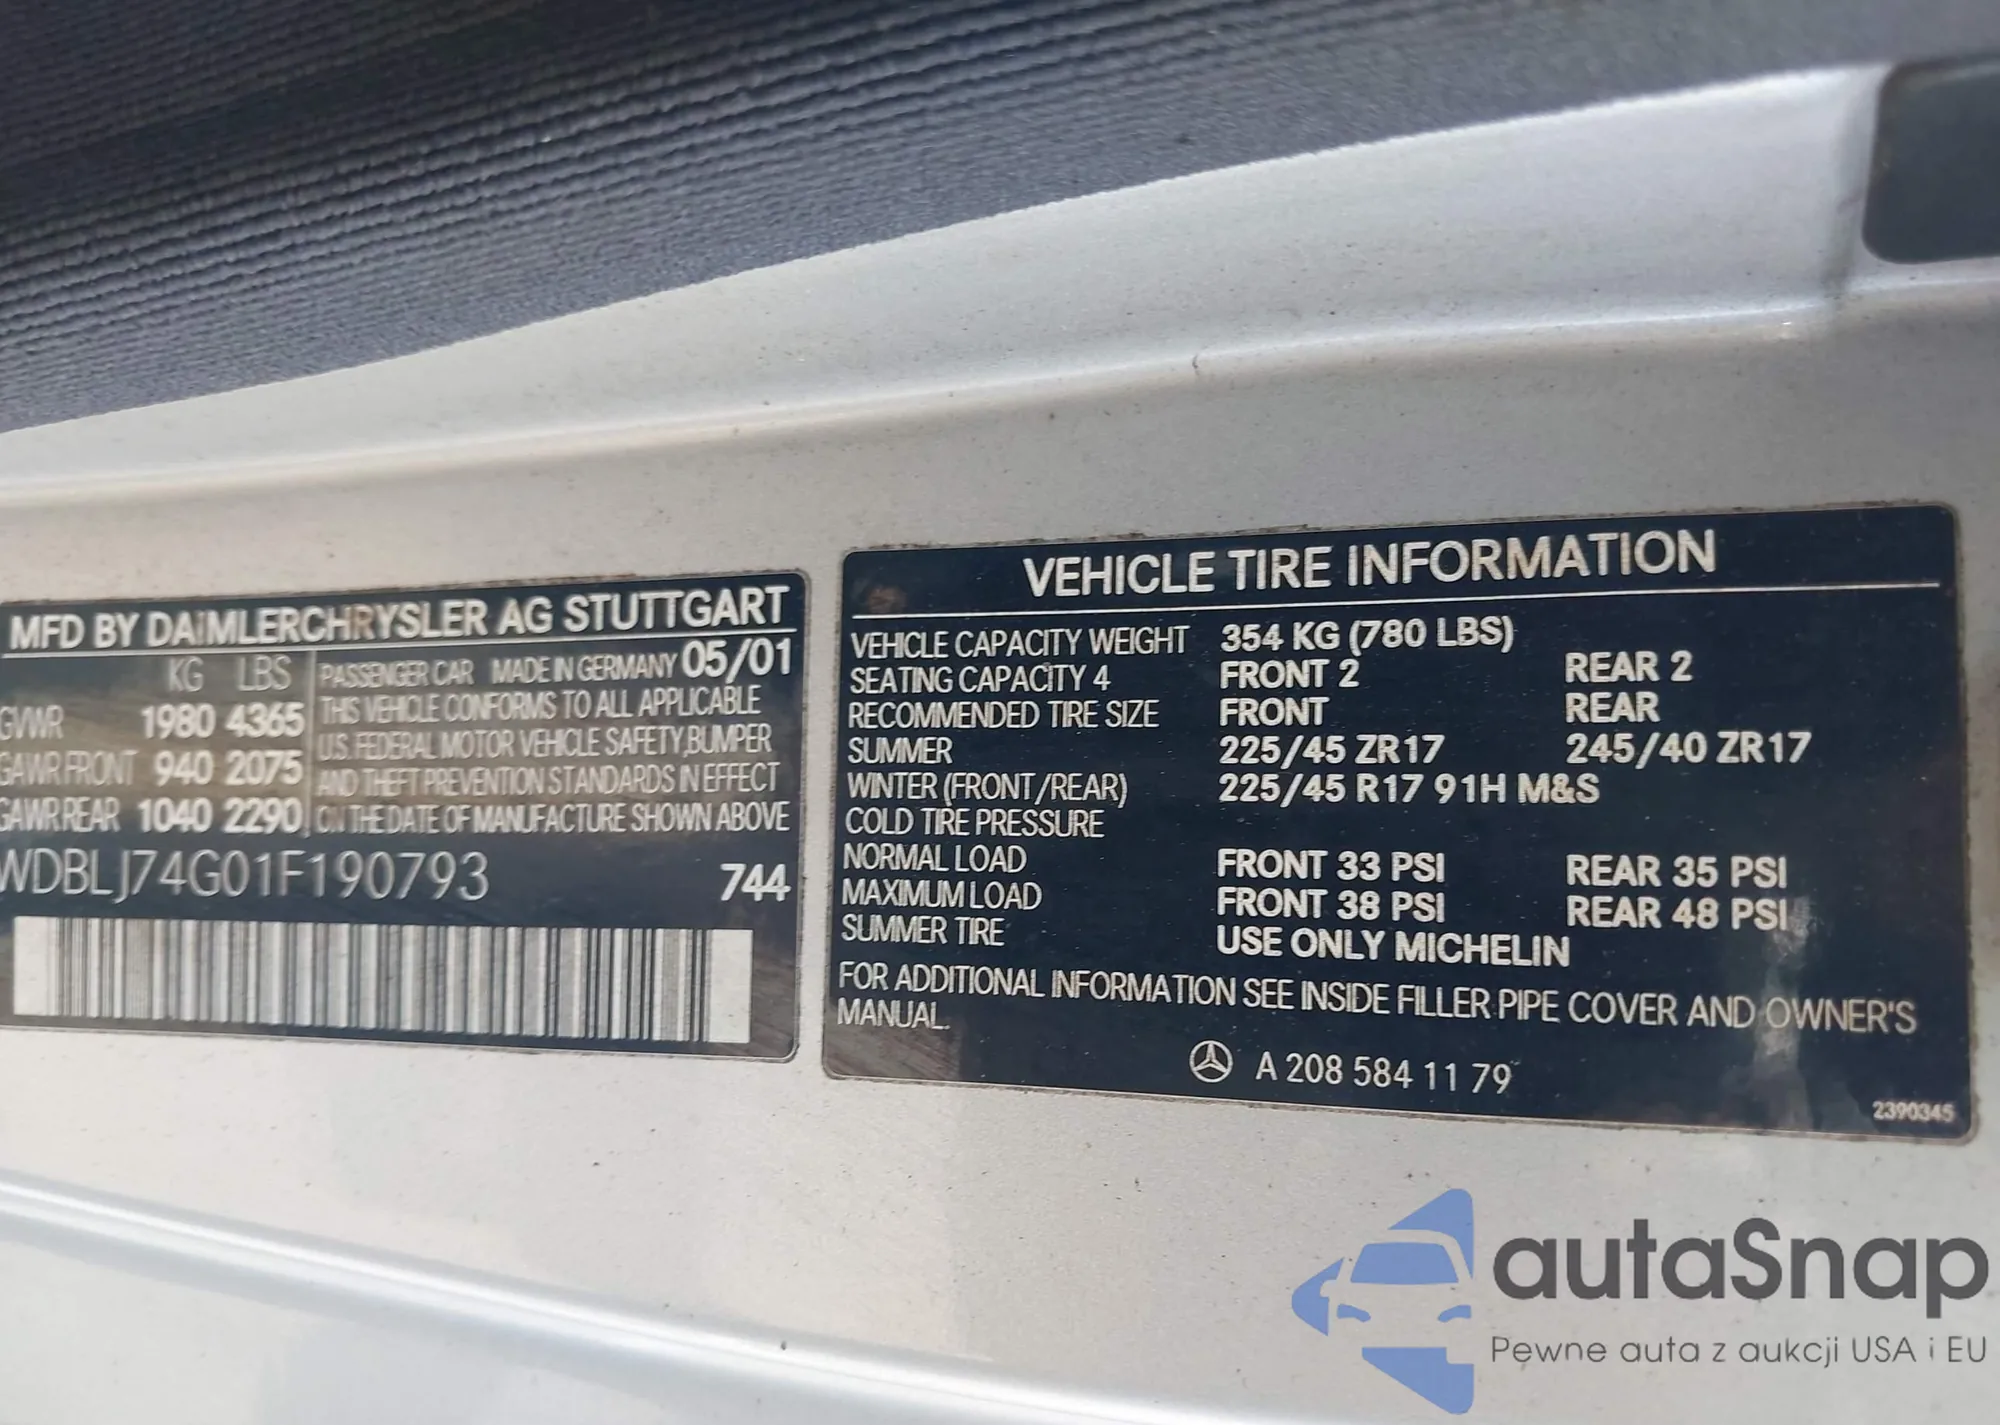 MFD BY DAIMLERCHRYSLER AG STUTTGART
KG LBS PASSENGER CAR MADE IN GERMANY 05/01
GVWR 1980 4365 THIS VEHICLE CONFORMS TO ALL APPLICABLE
U.S. FEDERAL MOTOR VEHICLE SAFETY,BUMPER
GAWR FRONT 940 2075 AND THEFT PREVENTION STANDARDS IN EFFECT
GAWR REAR 1040 2290 ON THE DATE OF MANUFACTURE SHOWN ABOVE
WDBLJ74G01F190793 744
VEHICLE TIRE INFORMATION
VEHICLE CAPACITY WEIGHT 354 KG (780 LBS)
SEATING CAPACITY 4 FRONT 2 REAR 2
RECOMMENDED TIRE SIZE FRONT REAR
SUMMER 225/45 ZR17 245/40 ZR17
WINTER (FRONT/REAR) 225/45 R17 91H M&S
COLD TIRE PRESSURE
NORMAL LOAD FRONT 33 PSI REAR 35 PSI
MAXIMUM LOAD FRONT 38 PSI REAR 48 PSI
SUMMER TIRE USE ONLY MICHELIN
FOR ADDITIONAL INFORMATION SEE INSIDE FILLER PIPE COVER AND OWNER'S
MANUAL.
A 208 584 11 79
2390345
autaSnap
Pewne auta z aukcji USA i EU